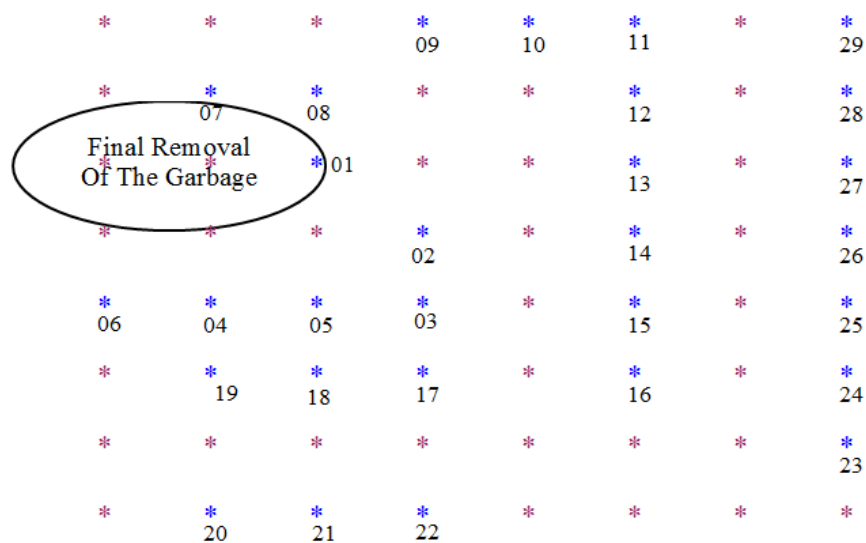 * * * * * * * *
09 10 11 29
* * * * * * * *
07 08 12 28
Final Removal
* * * * * * * *
01 13 27
Of The Garbage
* * * * * * * *
02 14 26
* * * * * * * *
06 04 05 03 15 25
* * * * * * * *
19 18 17 16 24
* * * * * * * *
23
* * * * * * * *
20 21 22